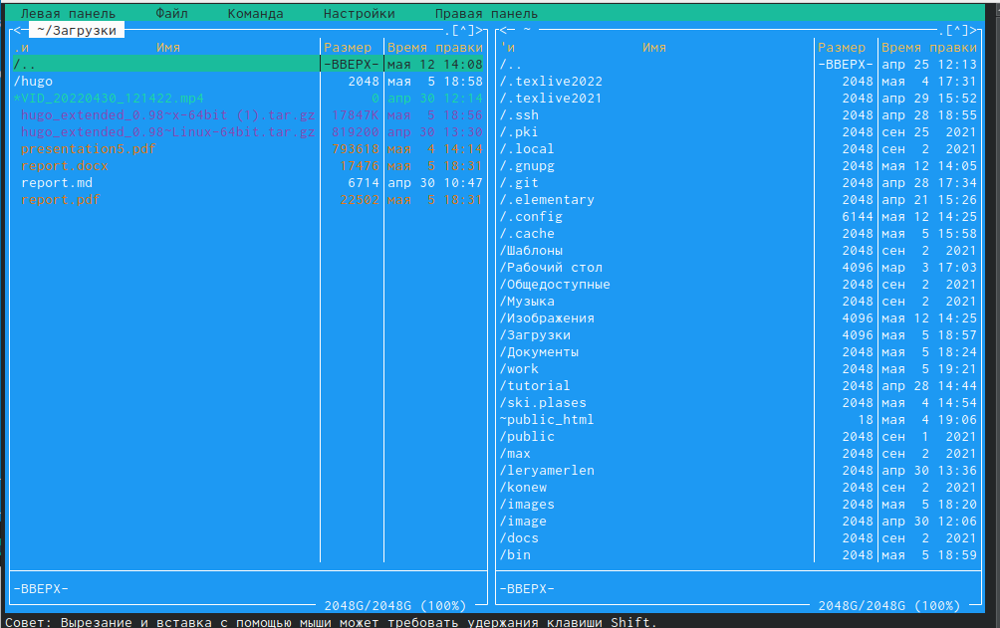 Левая панель Файл Команда Настройки Правая панель
<─ ~/Загрузки ─.[^]>
.и Имя Размер Время правки
/.. -ВВЕРХ- мая 12 14:08
/hugo 2048 мая 5 18:58
*VID_20220430_121422.mp4 0 апр 30 12:14
hugo_extended_0.98~x-64bit (1).tar.gz 17847K мая 5 18:56
hugo_extended_0.98~Linux-64bit.tar.gz 819200 апр 30 13:30
presentation5.pdf 793618 мая 4 14:14
report.docx 17476 мая 5 18:31
report.md 6714 апр 30 10:47
report.pdf 22502 мая 5 18:31
-ВВЕРХ-
2048G/2048G (100%)
<─ ~ ─.[^]>
'и Имя Размер Время правки
/.. -ВВЕРХ- апр 25 12:13
/.texlive2022 2048 мая 4 17:31
/.texlive2021 2048 апр 29 15:52
/.ssh 2048 апр 28 18:55
/.pki 2048 сен 25 2021
/.local 2048 сен 2 2021
/.gnupg 2048 мая 12 14:05
/.git 2048 апр 28 17:34
/.elementary 2048 апр 21 15:26
/.config 6144 мая 12 14:25
/.cache 2048 мая 5 15:58
/Шаблоны 2048 сен 2 2021
/Рабочий стол 4096 мар 3 17:03
/Общедоступные 2048 сен 2 2021
/Музыка 2048 сен 2 2021
/Изображения 4096 мая 12 14:25
/Загрузки 4096 мая 5 18:57
/Документы 2048 мая 5 18:24
/work 2048 мая 5 19:21
/tutorial 2048 апр 28 14:44
/ski.plases 2048 мая 4 14:54
~public_html 18 мая 4 19:06
/public 2048 сен 1 2021
/max 2048 сен 2 2021
/leryamerlen 2048 апр 30 13:36
/konew 2048 сен 2 2021
/images 2048 мая 5 18:20
/image 2048 апр 30 12:06
/docs 2048 сен 2 2021
/bin 2048 мая 5 18:59
-ВВЕРХ-
2048G/2048G (100%)
Совет: Вырезание и вставка с помощью мыши может требовать удержания клавиши Shift.